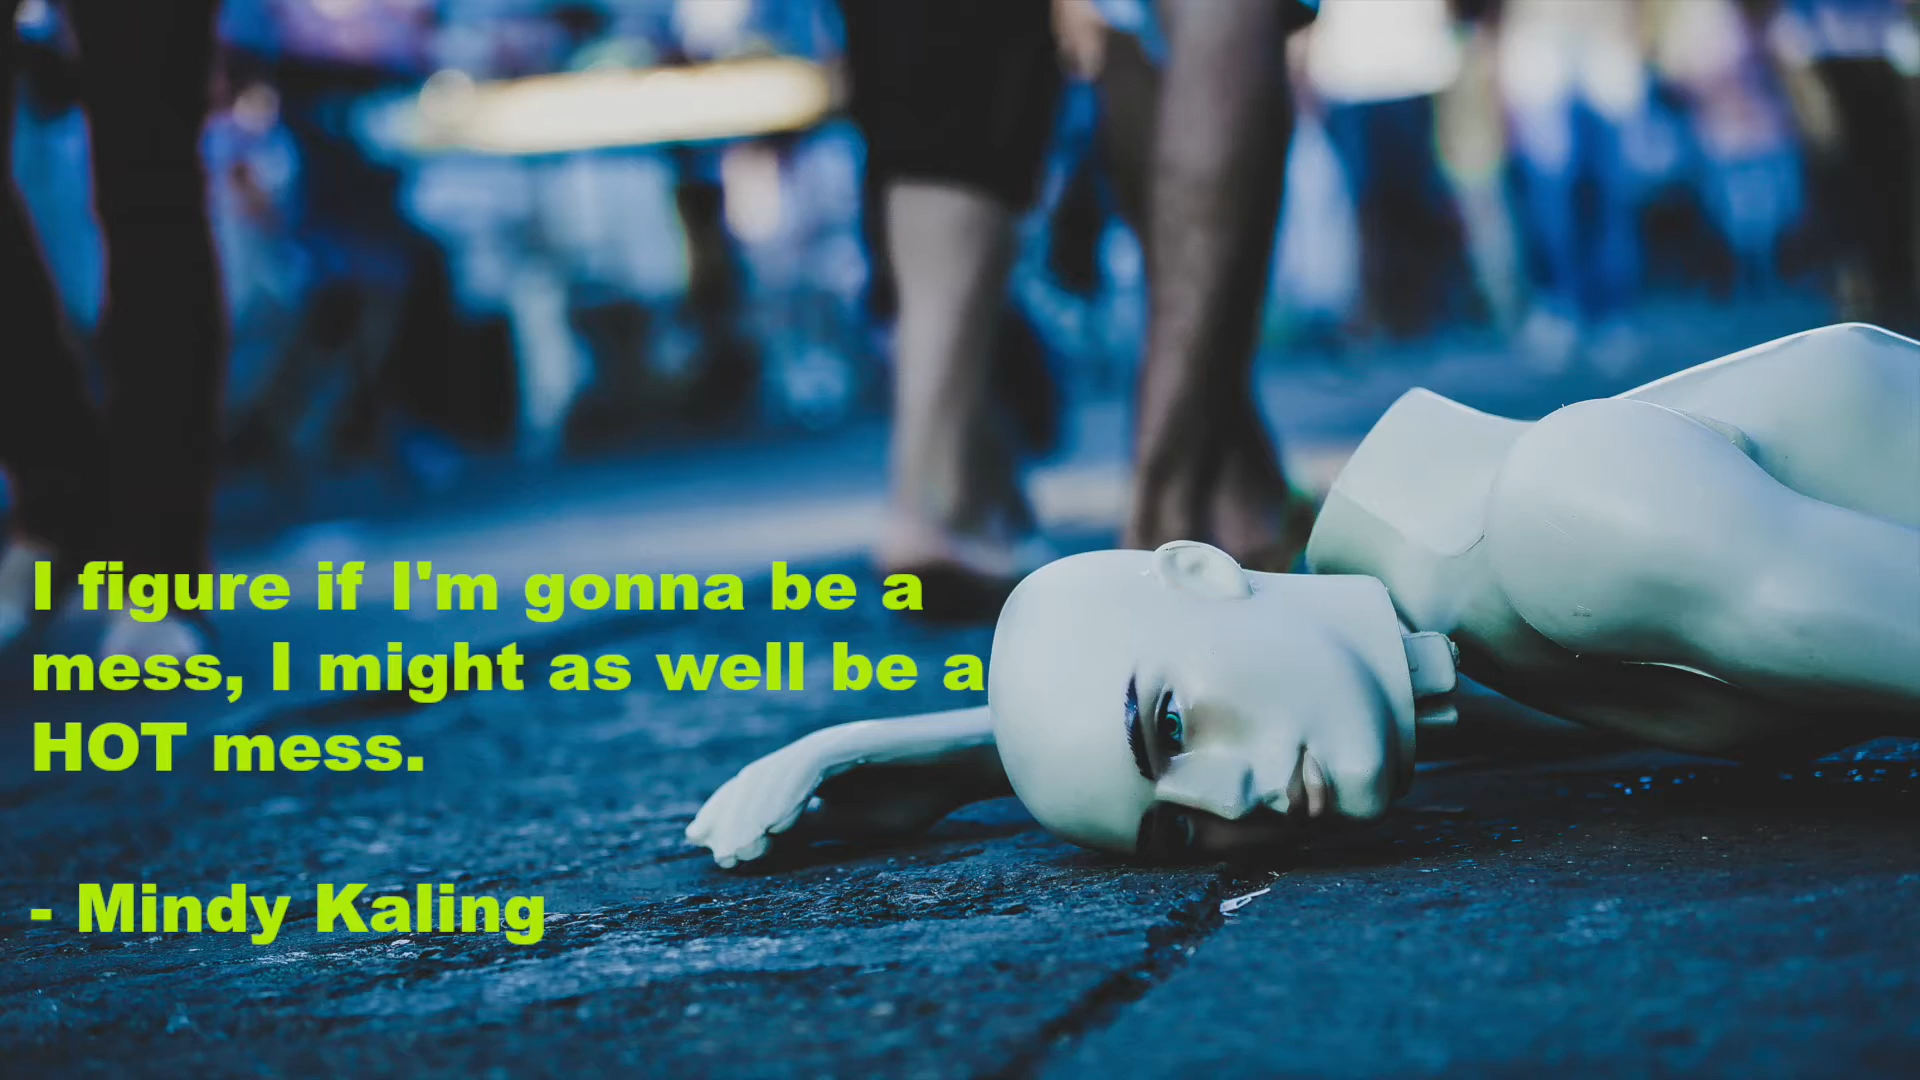 I figure if I'm gonna be a
mess, I might as well be a
HOT mess.
- Mindy Kaling